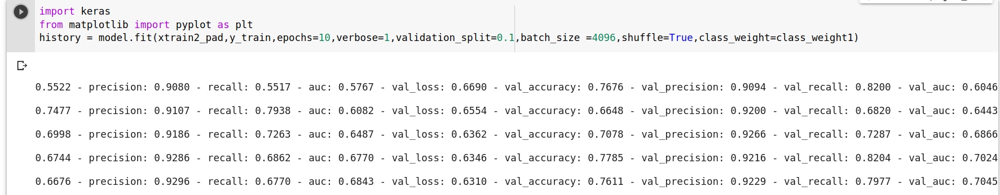 import keras
from matplotlib import pyplot as plt
history = model.fit(xtrain2_pad,y_train,epochs=10,verbose=1,validation_split=0.1,batch_size =4096,shuffle=True,class_weight=class_weight1)
0.5522 - precision: 0.9080 - recall: 0.5517 - auc: 0.5767 - val_loss: 0.6690 - val_accuracy: 0.7676 - val_precision: 0.9094 - val_recall: 0.8200 - val_auc: 0.6046
0.7477 - precision: 0.9107 - recall: 0.7938 - auc: 0.6082 - val_loss: 0.6554 - val_accuracy: 0.6648 - val_precision: 0.9200 - val_recall: 0.6820 - val_auc: 0.6443
0.6998 - precision: 0.9186 - recall: 0.7263 - auc: 0.6487 - val_loss: 0.6362 - val_accuracy: 0.7078 - val_precision: 0.9266 - val_recall: 0.7287 - val_auc: 0.6866
0.6744 - precision: 0.9286 - recall: 0.6862 - auc: 0.6770 - val_loss: 0.6346 - val_accuracy: 0.7785 - val_precision: 0.9216 - val_recall: 0.8204 - val_auc: 0.7024
0.6676 - precision: 0.9296 - recall: 0.6770 - auc: 0.6843 - val_loss: 0.6310 - val_accuracy: 0.7611 - val_precision: 0.9229 - val_recall: 0.7977 - val_auc: 0.7045